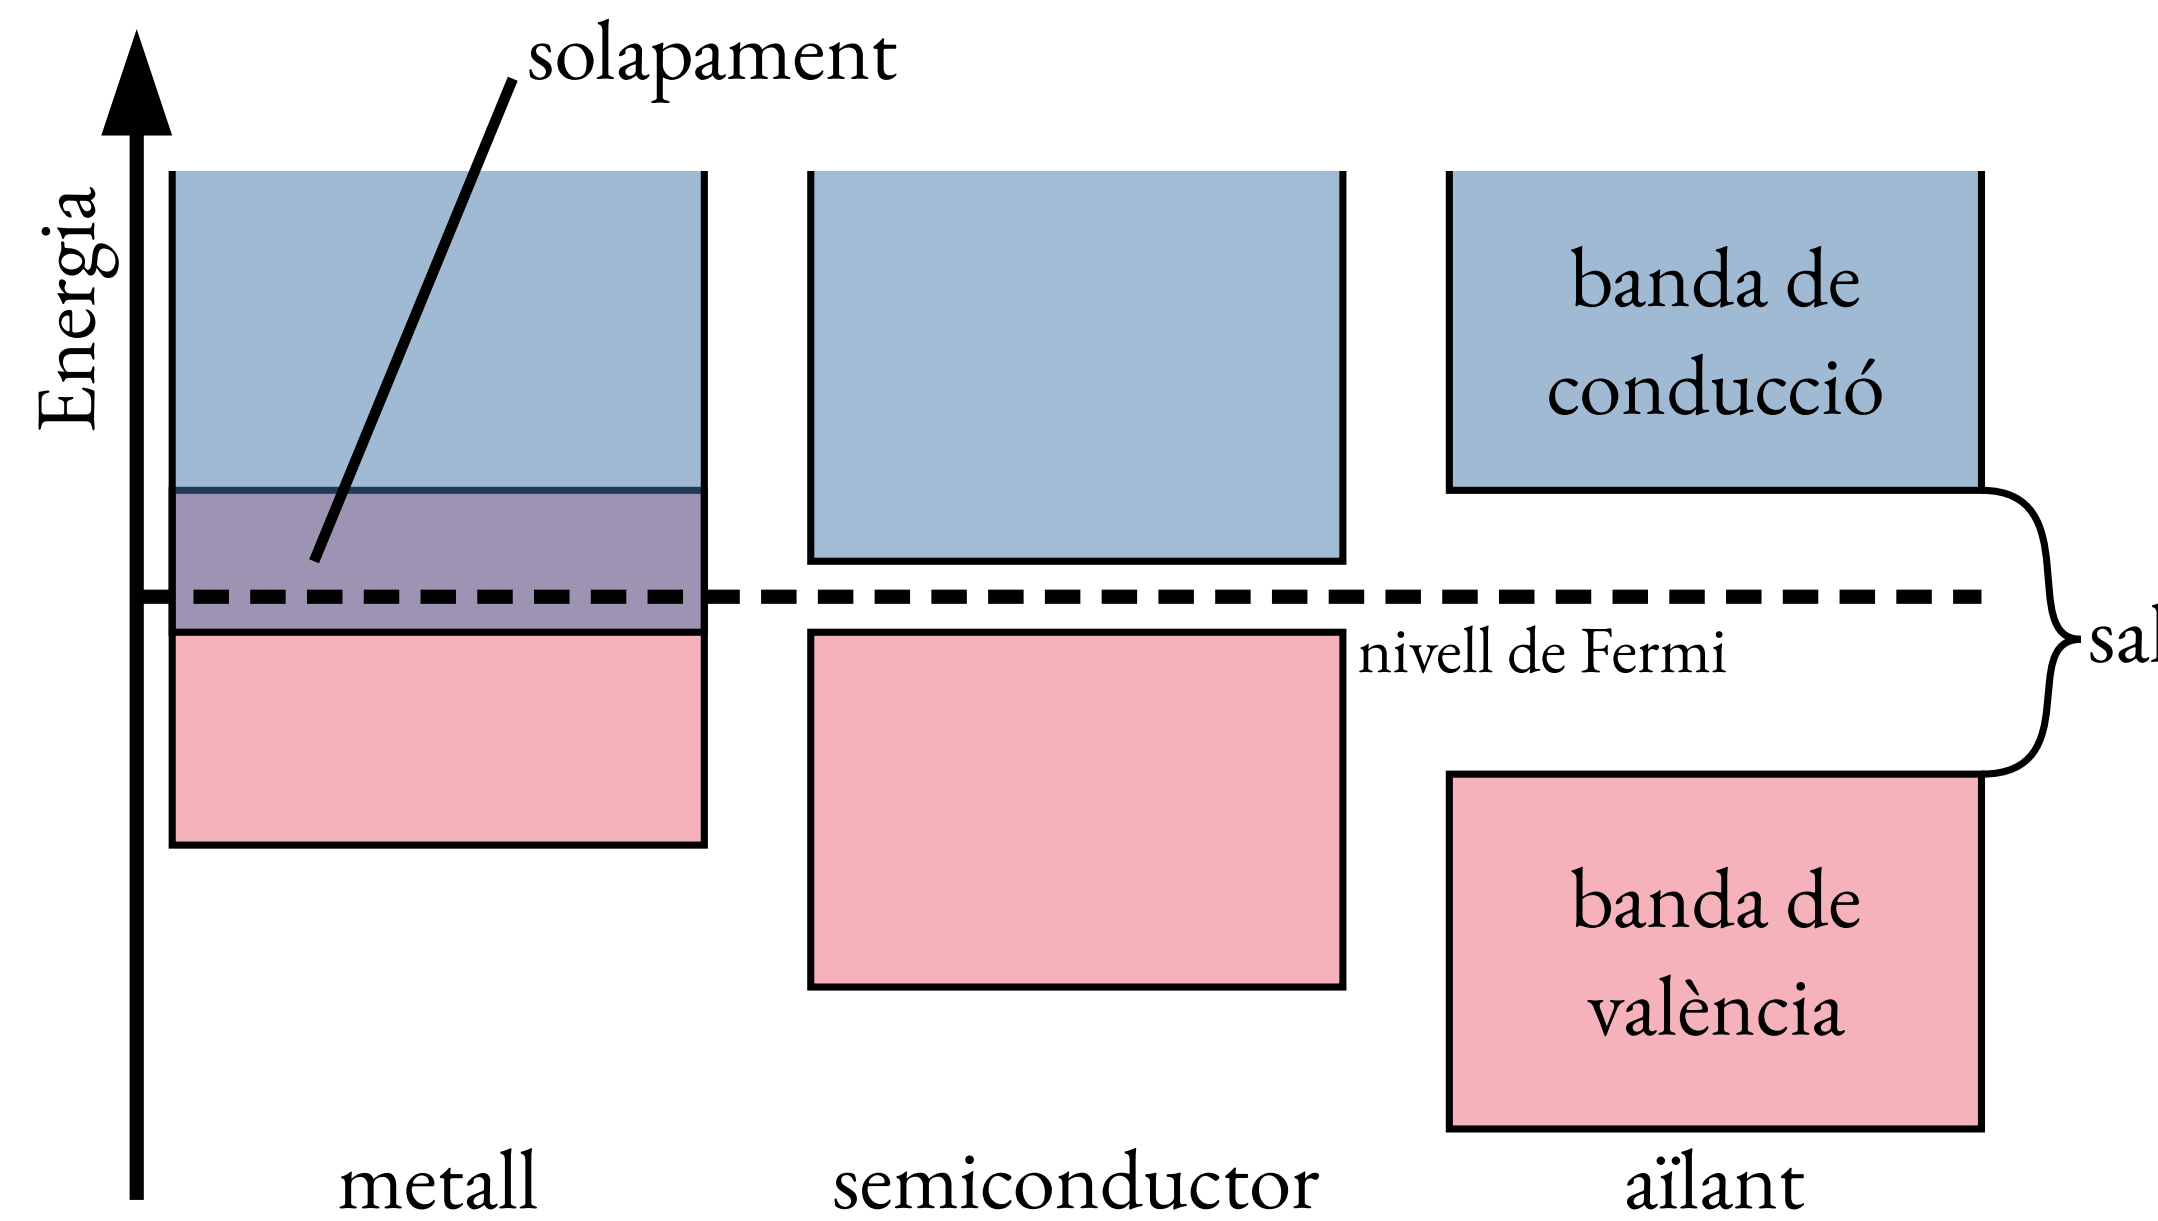 solapament
Energia
banda de
conducció
nivell de Fermi
banda de
valència
metall
semiconductor
aïlant